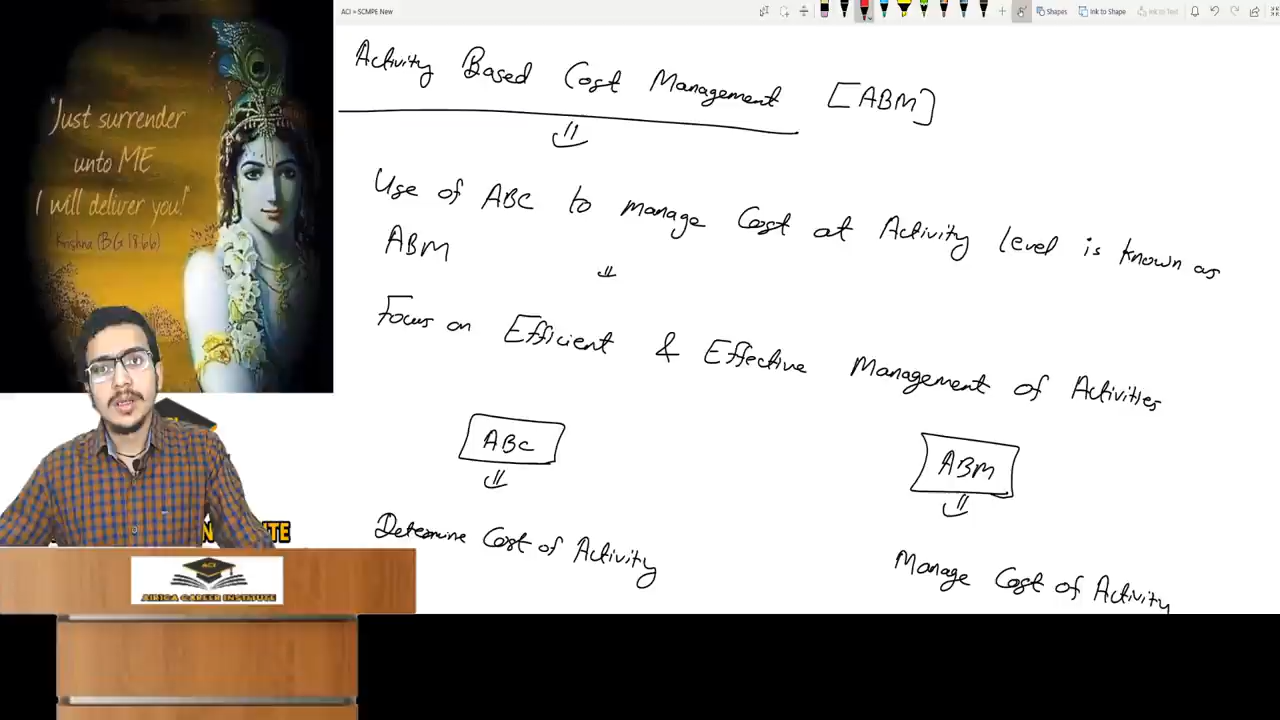 ACI > SCMPE New
Shapes
Ink to Shape
Ink to Text
"Just surrender
unto ME
I will deliver you!"
Krishna (BG 18.66)
Activity Based Cost Management [ABM]
Use of ABC to manage Cost at Activity level is known as
ABM
Focus on Efficient & Effective Management of Activities
ABC
ABM
Determine Cost of Activity
Manage Cost of Activity
ACI
AIRICA CAREER INSTITUTE